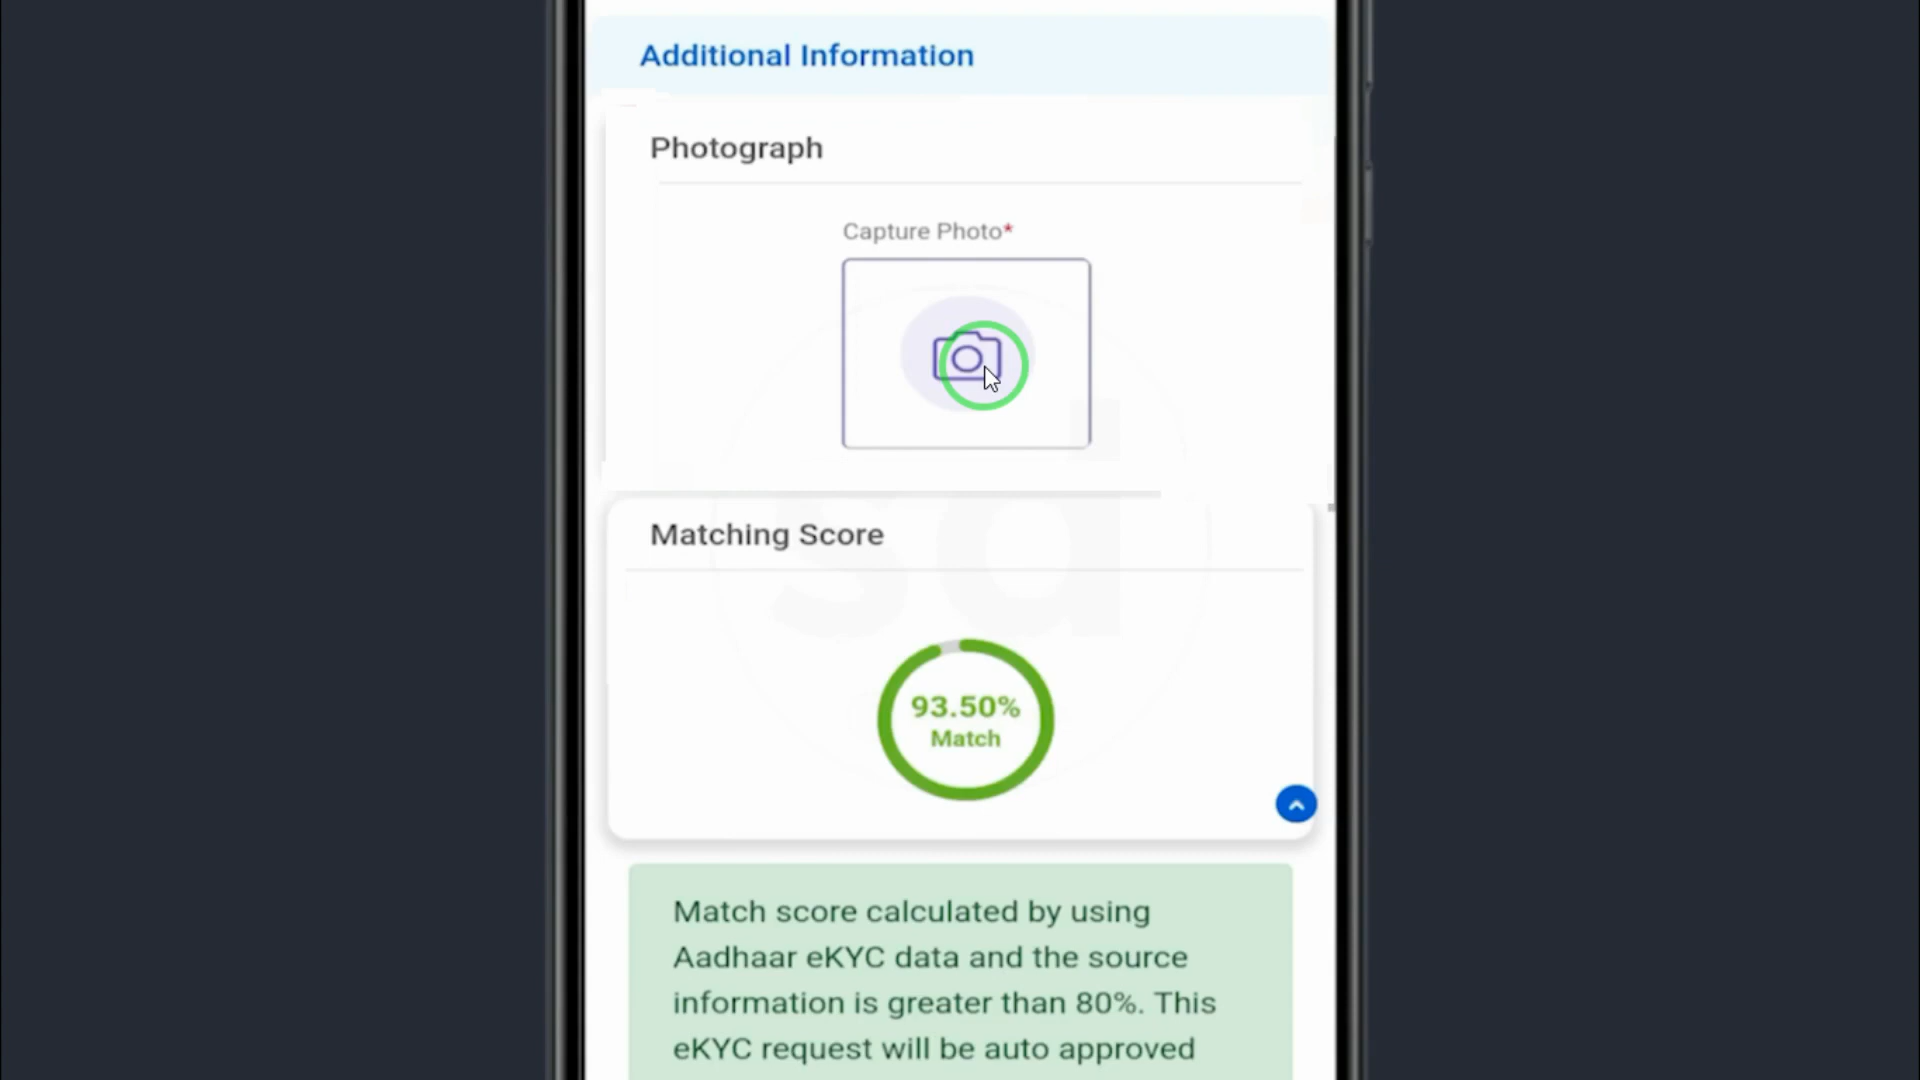 Additional Information
Photograph
Capture Photo*
Matching Score
93.50%
Match
Match score calculated by using
Aadhaar eKYC data and the source
information is greater than 80%. This
eKYC request will be auto approved
sd